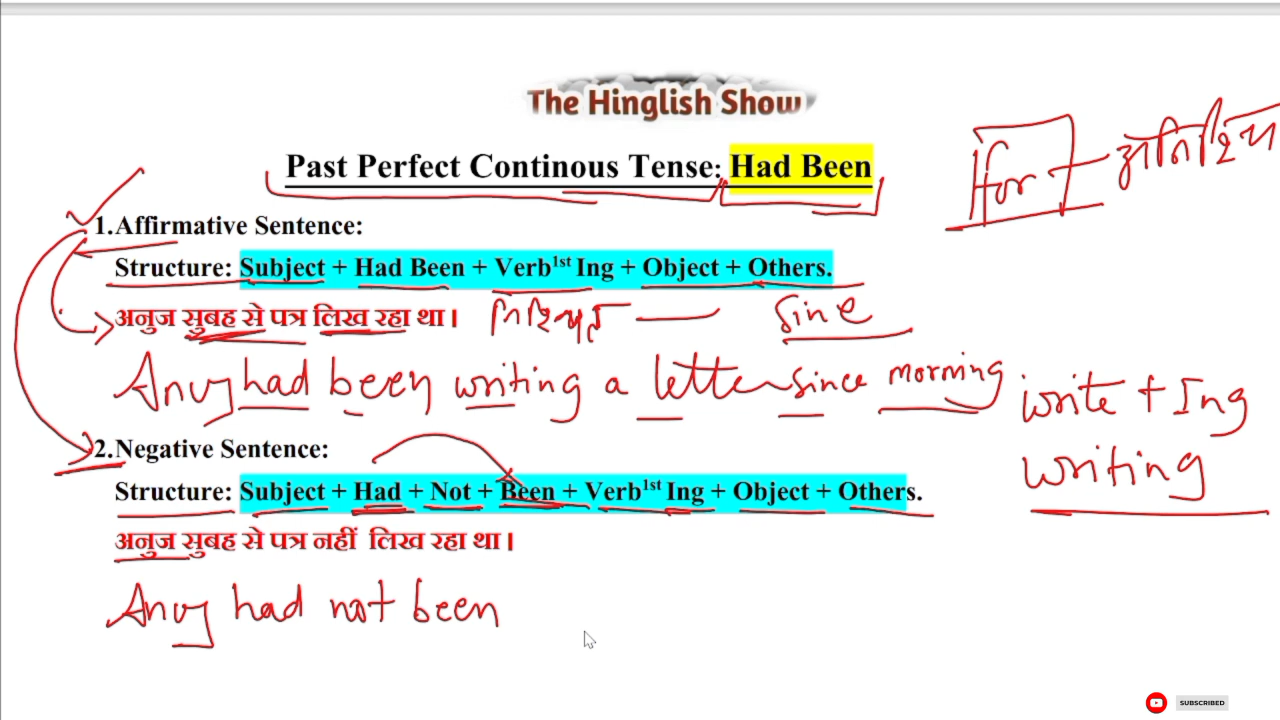 The Hinglish Show
Past Perfect Continous Tense: Had Been
for - अनिश्चित
1.Affirmative Sentence:
Structure: Subject + Had Been + Verb1st Ing + Object + Others.
अनुज सुबह से पत्र लिख रहा था। — Sine
Anuj had been writing a letter since morning
write + Ing
writing
2.Negative Sentence:
Structure: Subject + Had + Not + Been + Verb1st Ing + Object + Others.
अनुज सुबह से पत्र नहीं लिख रहा था।
Anuj had not been
SUBSCRIBED